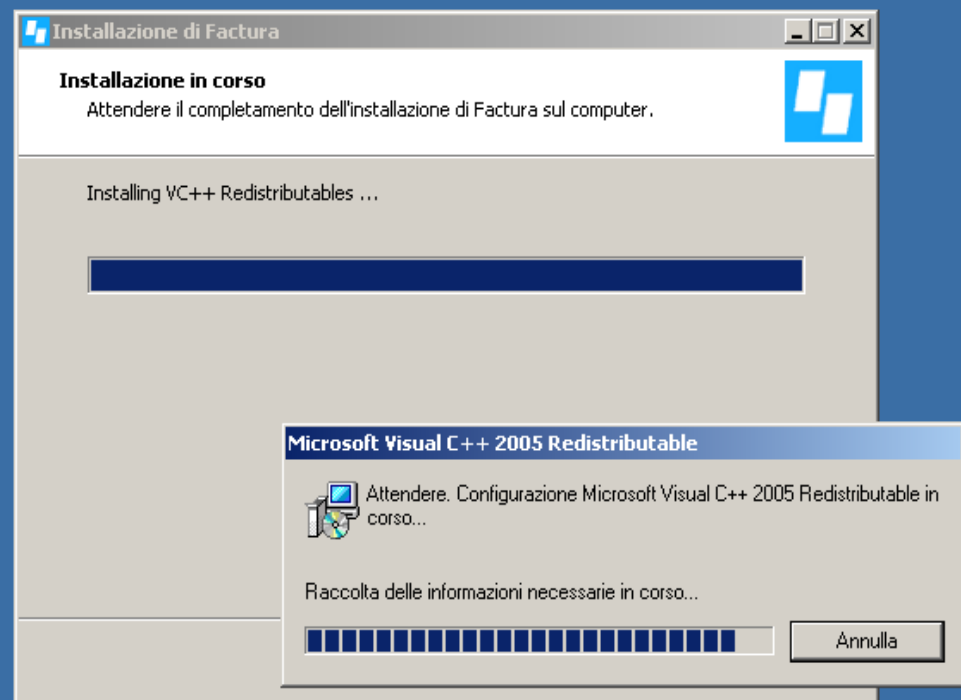 Installazione di Factura
Installazione in corso
Attendere il completamento dell'installazione di Factura sul computer.
Installing VC++ Redistributables ...
Microsoft Visual C++ 2005 Redistributable
Attendere. Configurazione Microsoft Visual C++ 2005 Redistributable in
corso...
Raccolta delle informazioni necessarie in corso...
Annulla